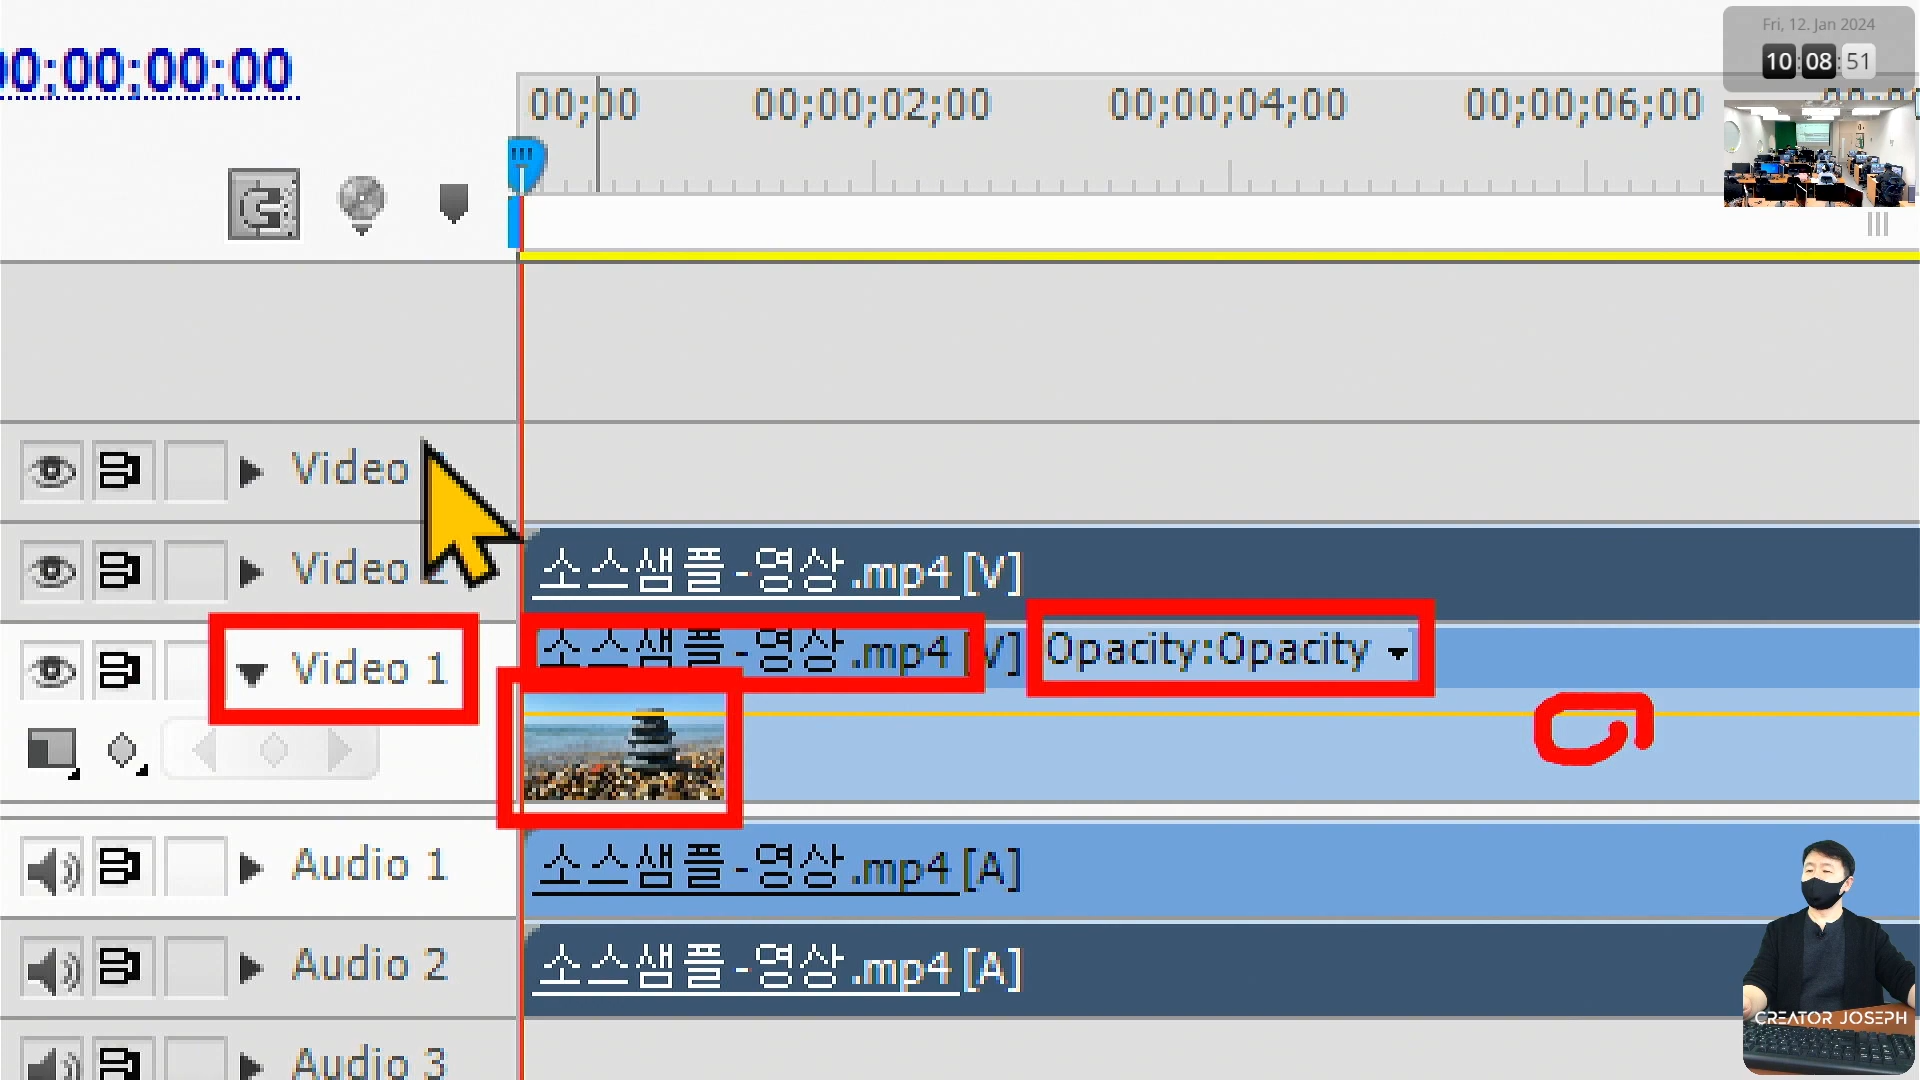 Fri, 12. Jan 2024
10:08:51
00;00;00;00
00;00
00;00;02;00
00;00;04;00
00;00;06;00
Video
Video
소스샘플-영상.mp4 [V]
Video 1
소스샘플-영상.mp4 [V]
Opacity:Opacity
Audio 1
소스샘플-영상.mp4 [A]
Audio 2
소스샘플-영상.mp4 [A]
Audio 3
CREATOR JOSEPH